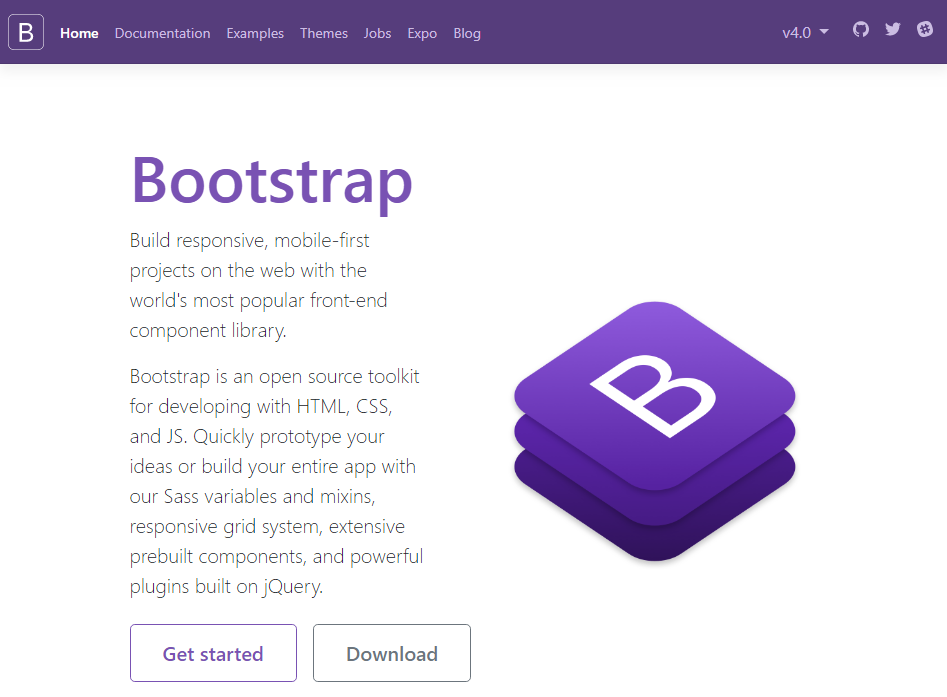 B Home Documentation Examples Themes Jobs Expo Blog v4.0
Bootstrap
Build responsive, mobile-first
projects on the web with the
world's most popular front-end
component library.
Bootstrap is an open source toolkit
for developing with HTML, CSS,
and JS. Quickly prototype your
ideas or build your entire app with
our Sass variables and mixins,
responsive grid system, extensive
prebuilt components, and powerful
plugins built on jQuery.
B
Get started Download